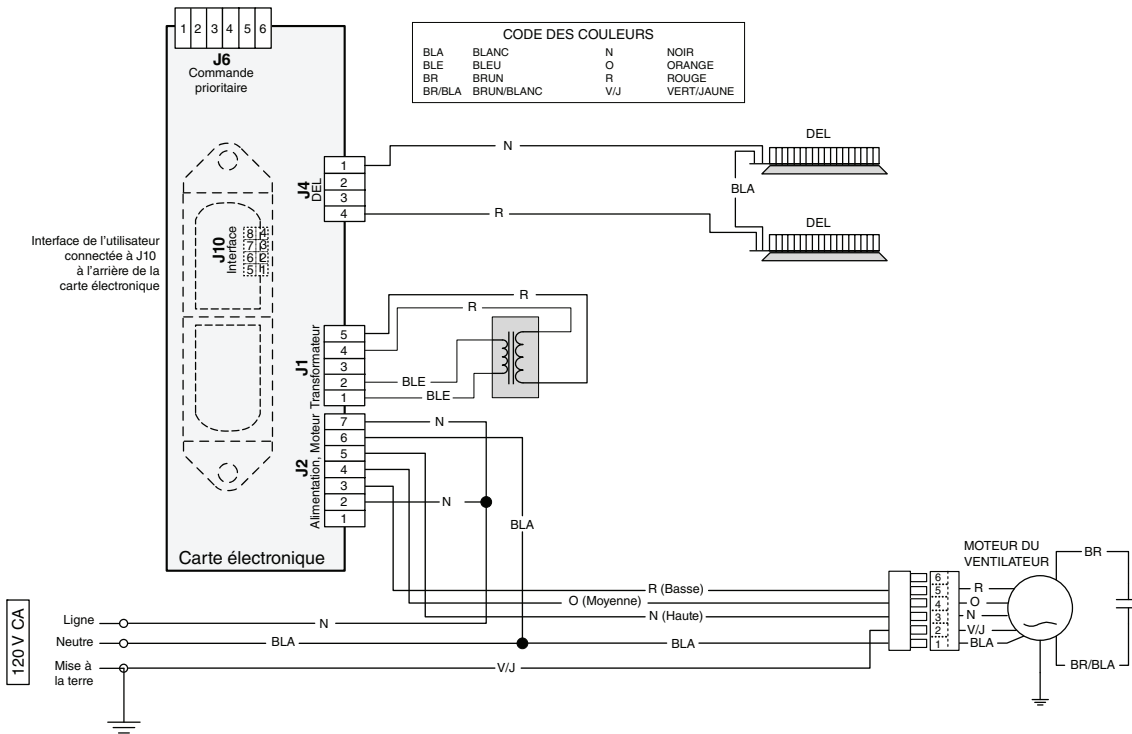 1 2 3 4 5 6
J6
Commande
prioritaire
CODE DES COULEURS
BLA BLANC N NOIR
BLE BLEU O ORANGE
BR BRUN R ROUGE
BR/BLA BRUN/BLANC V/J VERT/JAUNE
J4
DEL
1
2
3
4
N
R
DEL
BLA
DEL
Interface de l'utilisateur
connectée à J10
à l'arrière de la
carte électronique
J10
Interface
8 4
7 3
6 2
5 1
J1
Transformateur
5
4
3
2
1
R
R
BLE
BLE
J2
Alimentation, Moteur
7
6
5
4
3
2
1
N
N
BLA
Carte électronique
120 V CA
Ligne
N
Neutre
BLA
BLA
Mise à
la terre
V/J
R (Basse)
O (Moyenne)
N (Haute)
6
5
4
3
2
1
R
O
N
V/J
BLA
MOTEUR DU
VENTILATEUR
BR
BR/BLA